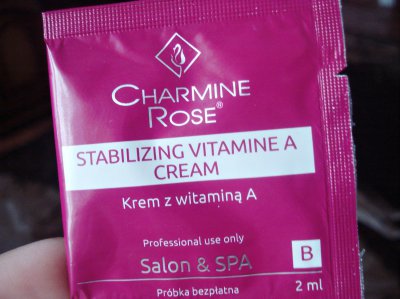 CHARMINE
ROSE®
STABILIZING VITAMINE A
CREAM
Krem z witaminą A
Professional use only
Salon & SPA
B
Próbka bezpłatna
2 ml